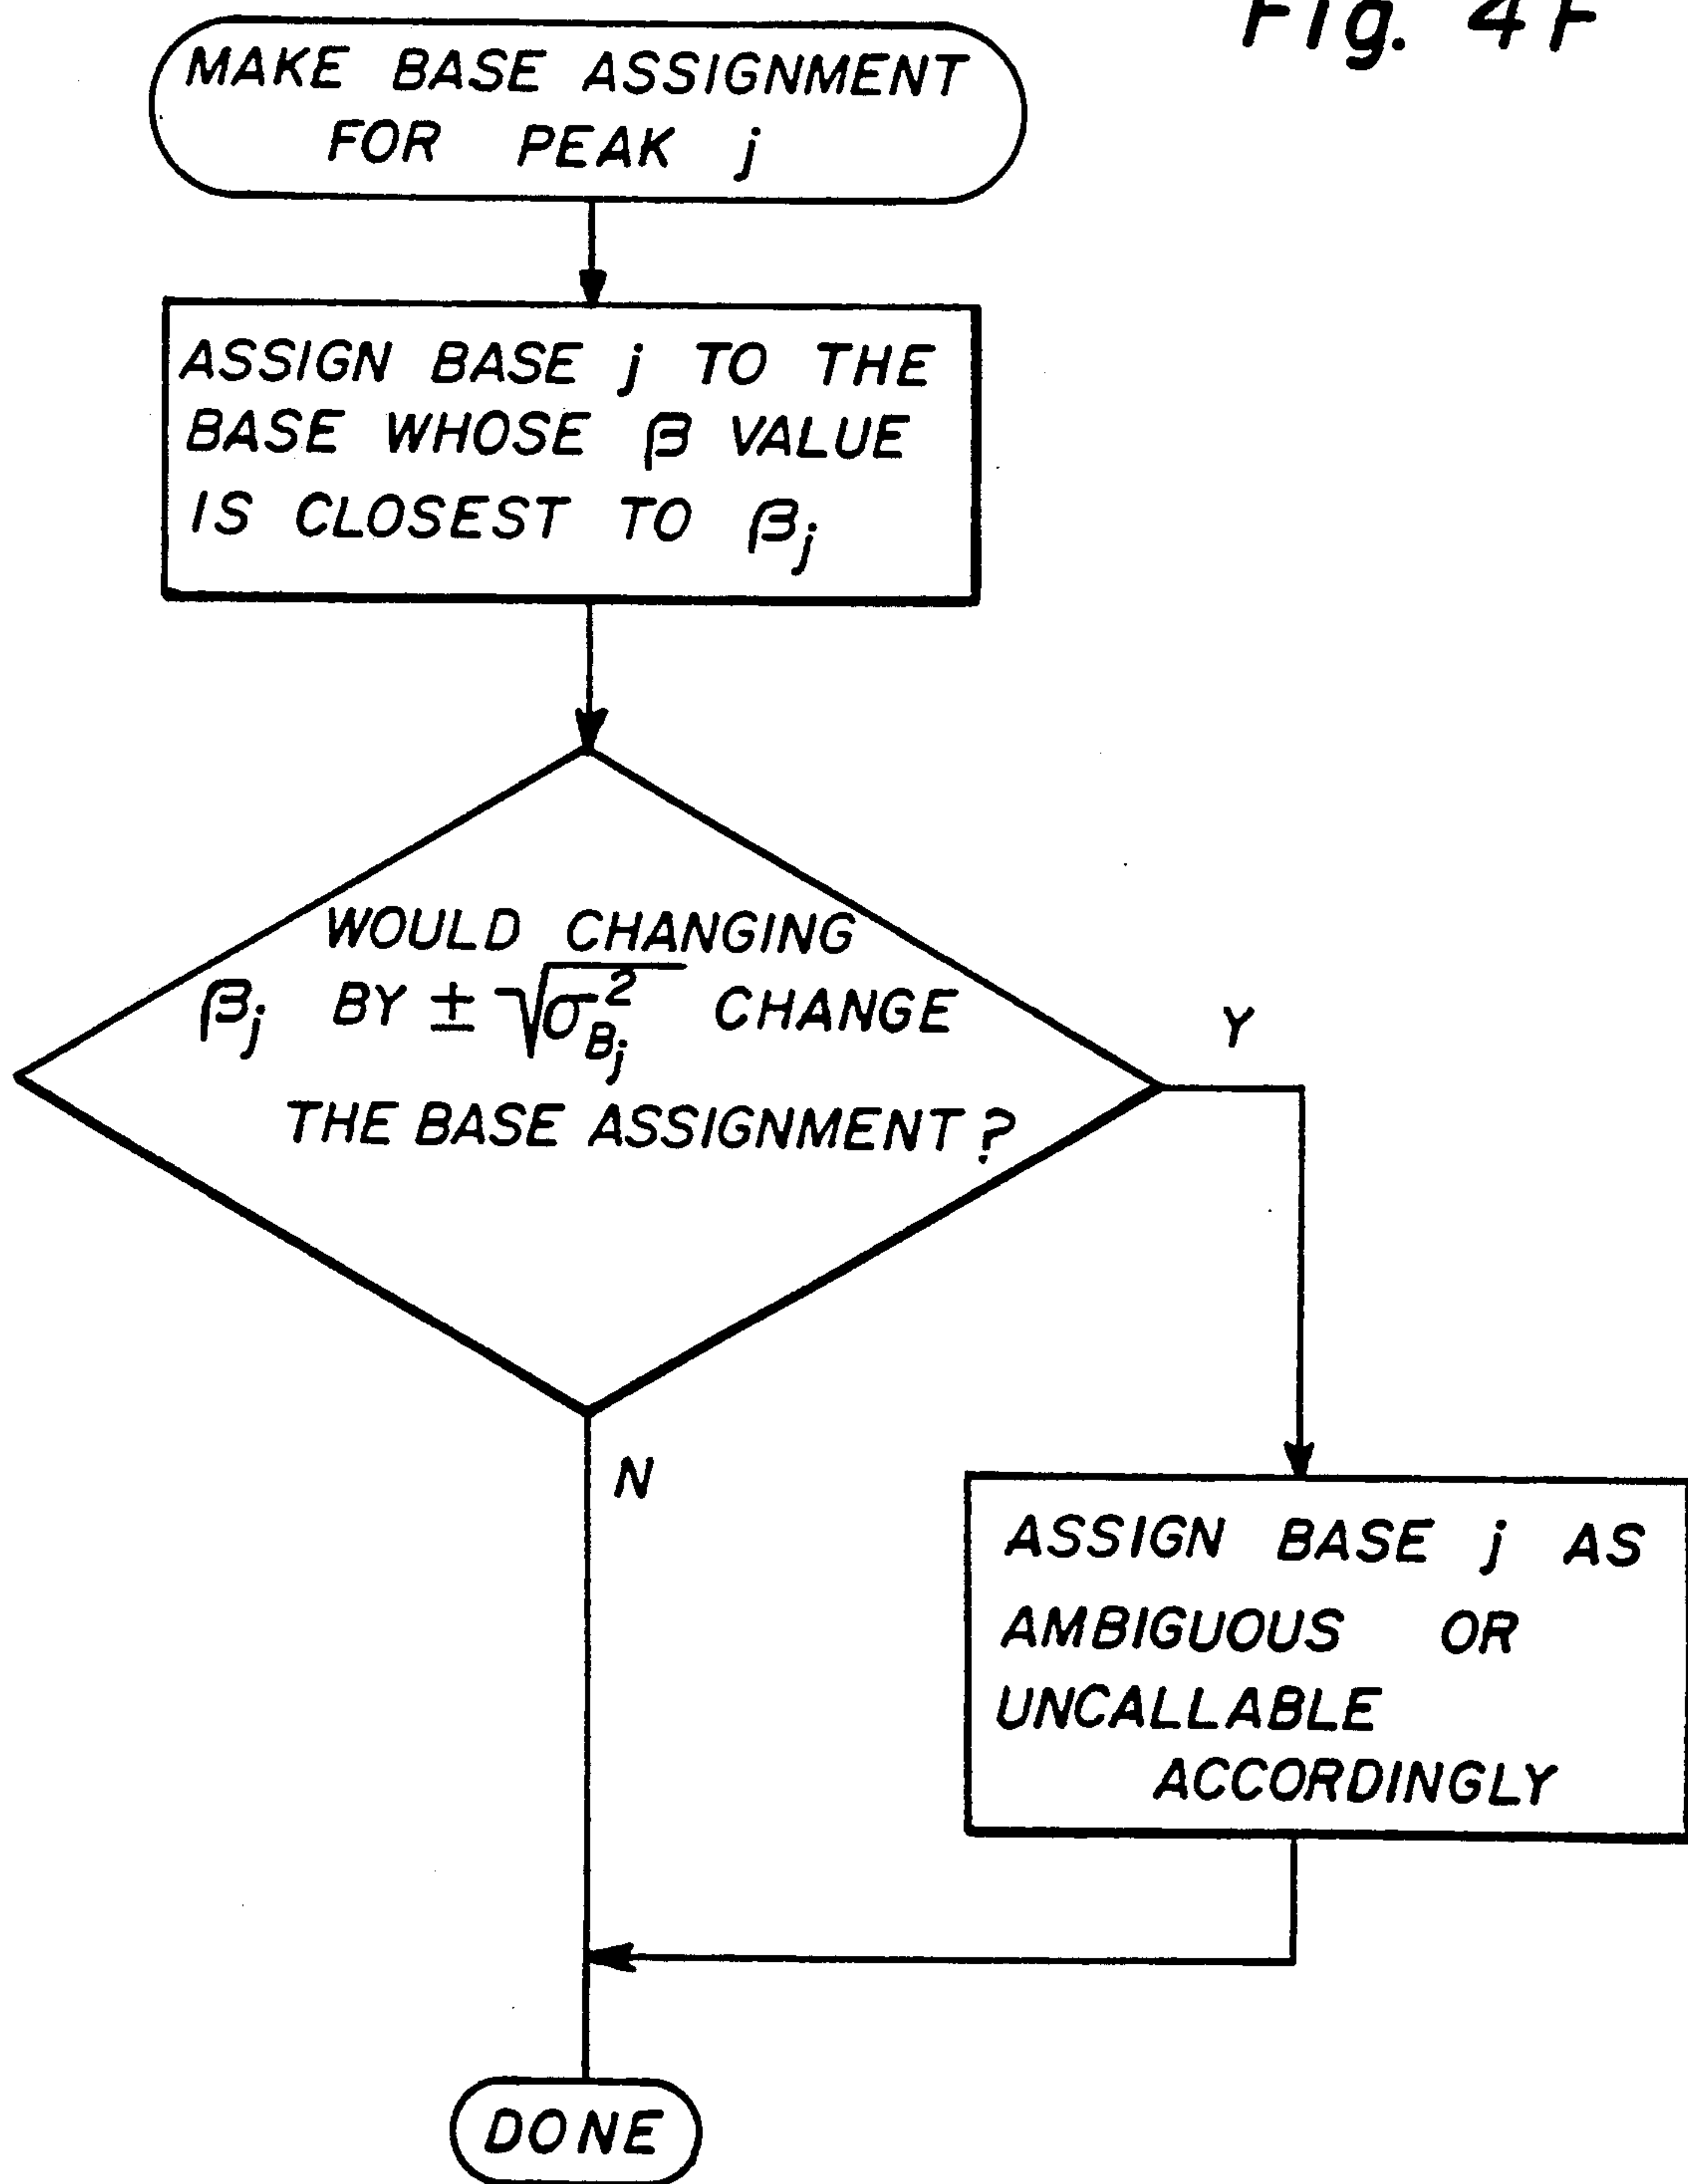 Fig. 4F
MAKE BASE ASSIGNMENT
FOR PEAK j
ASSIGN BASE j TO THE
BASE WHOSE β VALUE
IS CLOSEST TO βj
WOULD CHANGING
βj BY ± √σ²Bj CHANGE
THE BASE ASSIGNMENT?
Y
N
ASSIGN BASE j AS
AMBIGUOUS OR
UNCALLABLE
ACCORDINGLY
DONE